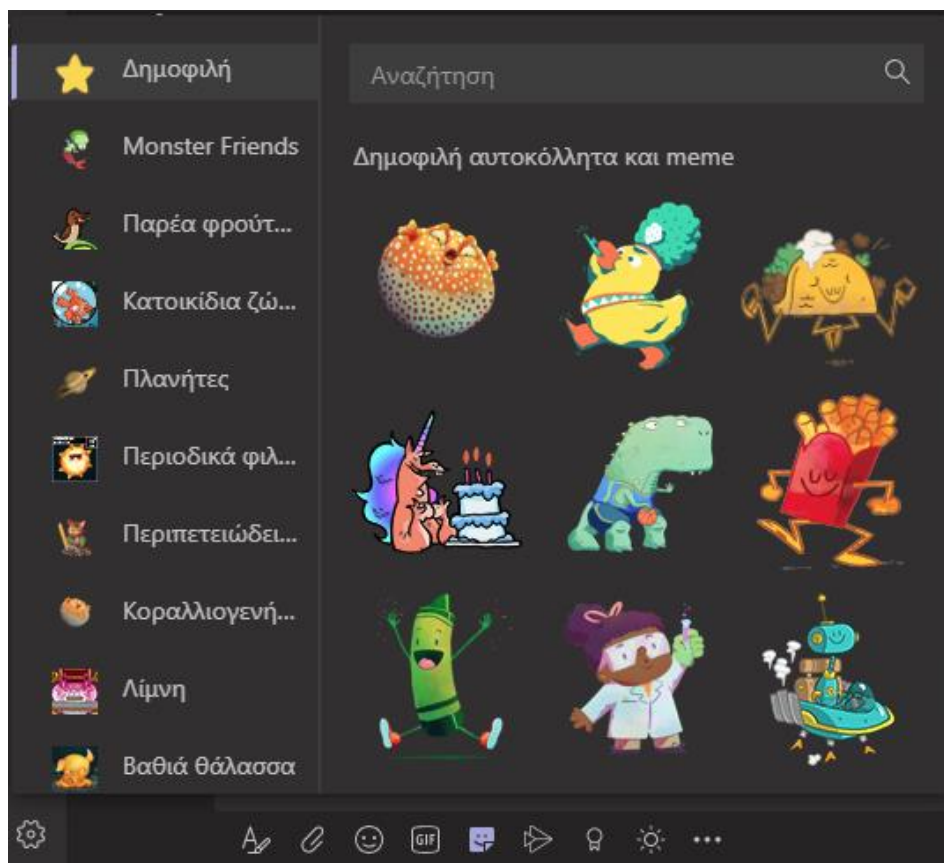 Δημοφιλή
Monster Friends
Παρέα φρούτ...
Κατοικίδια ζώ...
Πλανήτες
Περιοδικά φιλ...
Περιπετειώδει...
Κοραλλιογενή...
Λίμνη
Βαθιά θάλασσα
Αναζήτηση
Δημοφιλή αυτοκόλλητα και meme
GIF